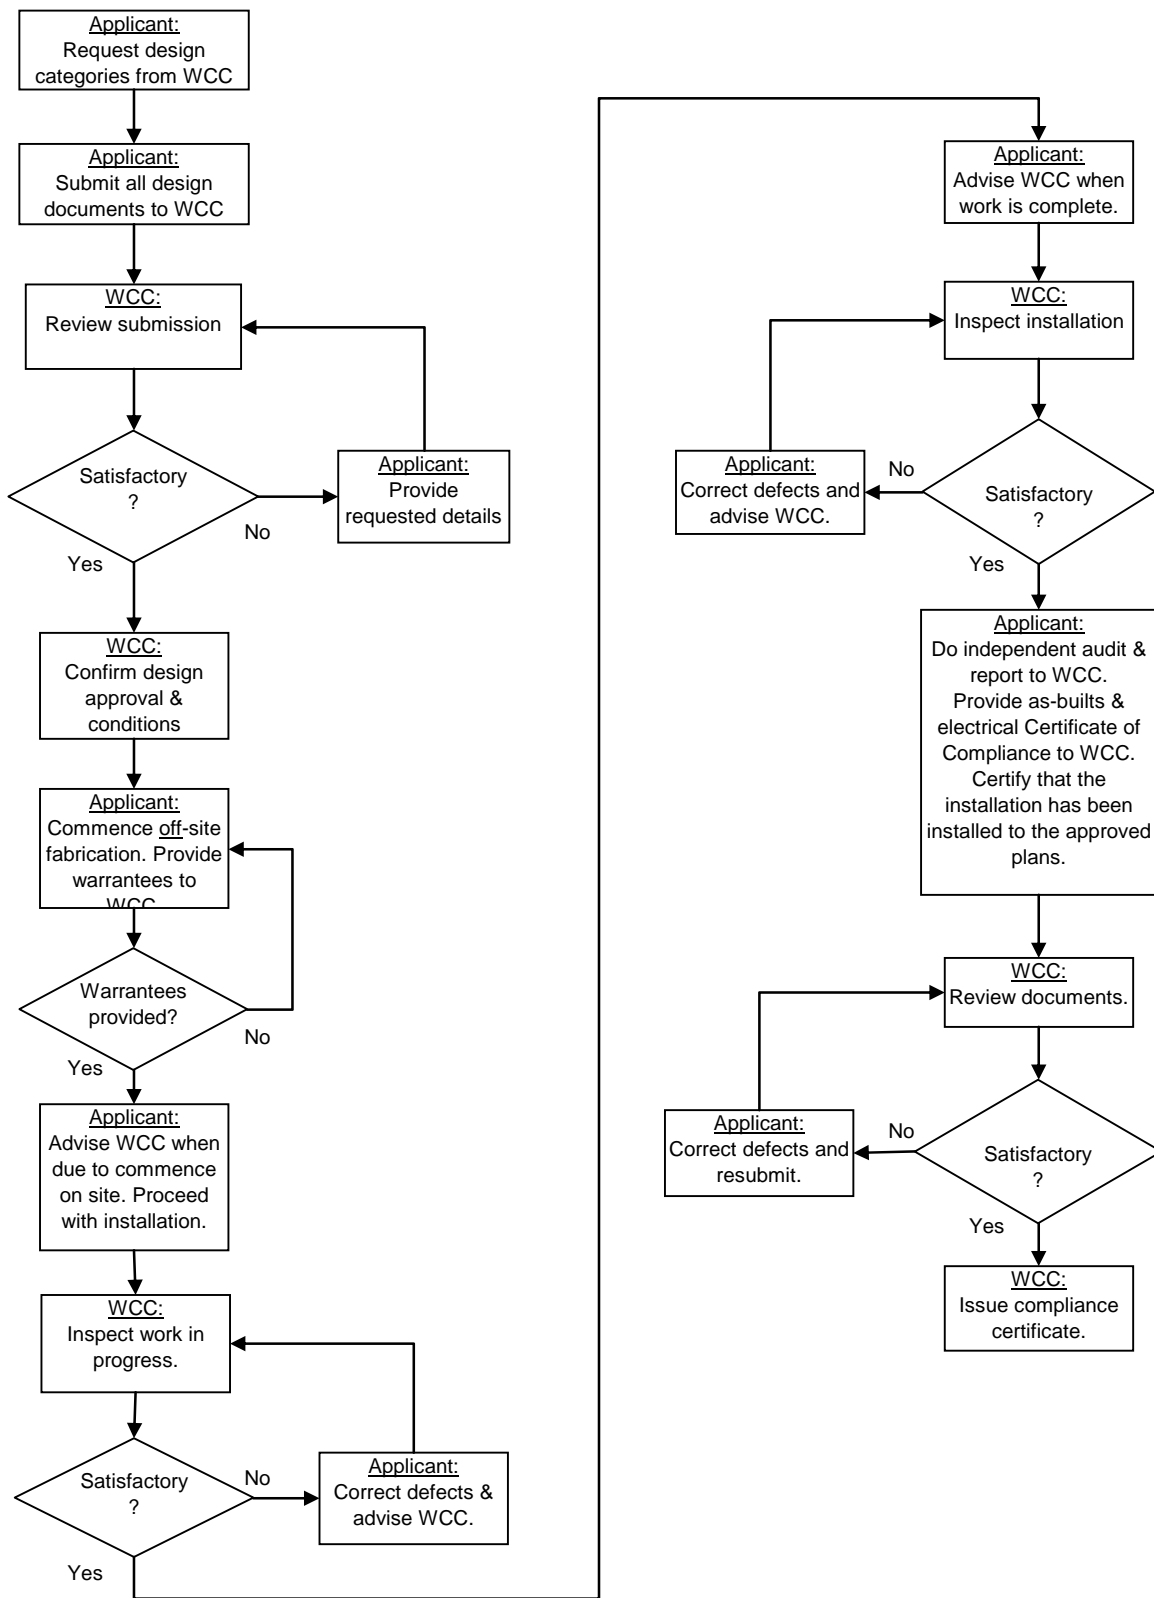 Applicant:
Request design
categories from WCC
Applicant:
Submit all design
documents to WCC
WCC:
Review submission
Satisfactory
?
No
Yes
Applicant:
Provide
requested details
WCC:
Confirm design
approval &
conditions
Applicant:
Commence off-site
fabrication. Provide
warrantees to
WCC
Warrantees
provided?
No
Yes
Applicant:
Advise WCC when
due to commence
on site. Proceed
with installation.
WCC:
Inspect work in
progress.
Satisfactory
?
No
Yes
Applicant:
Correct defects &
advise WCC.
Applicant:
Advise WCC when
work is complete.
WCC:
Inspect installation
Satisfactory
?
No
Yes
Applicant:
Correct defects and
advise WCC.
Applicant:
Do independent audit &
report to WCC.
Provide as-builts &
electrical Certificate of
Compliance to WCC.
Certify that the
installation has been
installed to the approved
plans.
WCC:
Review documents.
Satisfactory
?
No
Yes
Applicant:
Correct defects and
resubmit.
WCC:
Issue compliance
certificate.